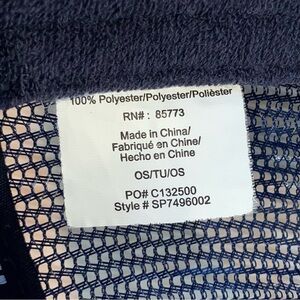 100% Polyester/Polyester/Poliéster
RN# : 85773
Made in China/
Fabriqué en Chine/
Hecho en Chine
OS/TU/OS
PO# C132500
Style # SP7496002